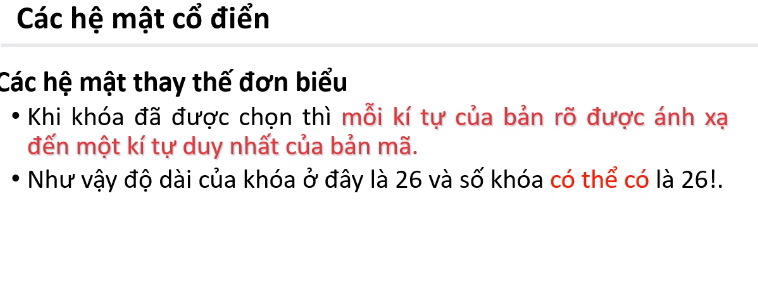 Các hệ mật cổ điển
Các hệ mật thay thế đơn biểu
• Khi khóa đã được chọn thì mỗi kí tự của bản rõ được ánh xạ
đến một kí tự duy nhất của bản mã.
• Như vậy độ dài của khóa ở đây là 26 và số khóa có thể có là 26!.